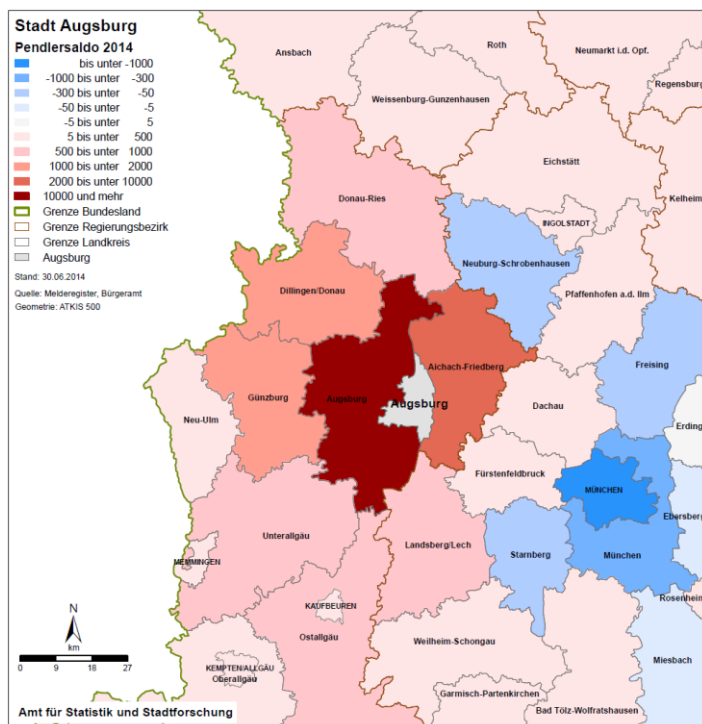 Stadt Augsburg
Pendlersaldo 2014
bis unter -1000
-1000 bis unter -300
-300 bis unter -50
-50 bis unter -5
-5 bis unter 5
5 bis unter 500
500 bis unter 1000
1000 bis unter 2000
2000 bis unter 10000
10000 und mehr
Grenze Bundesland
Grenze Regierungsbezirk
Grenze Landkreis
Augsburg
Stand: 30.06.2014
Quelle: Melderegister, Bürgeramt
Geometrie: ATKIS 500
Ansbach
Roth
Neumarkt i.d. Opf.
Regensburg
Weissenburg-Gunzenhausen
Eichstätt
Kelheim
Donau-Ries
INGOLSTADT
Neuburg-Schrobenhausen
Dillingen/Donau
Pfaffenhofen a.d. Ilm
Aichach-Friedberg
Freising
Günzburg
Augsburg
Augsburg
Dachau
Neu-Ulm
Erding
Fürstenfeldbruck
MÜNCHEN
Ebersberg
Unterallgäu
Landsberg/Lech
Starnberg
München
MEMMINGEN
Rosenheim
KAUFBEUREN
Ostallgäu
Weilheim-Schongau
Miesbach
KEMPTEN/ALLGÄU
Oberallgäu
Garmisch-Partenkirchen
Bad Tölz-Wolfratshausen
N
km
0 9 18 27
Amt für Statistik und Stadtforschung